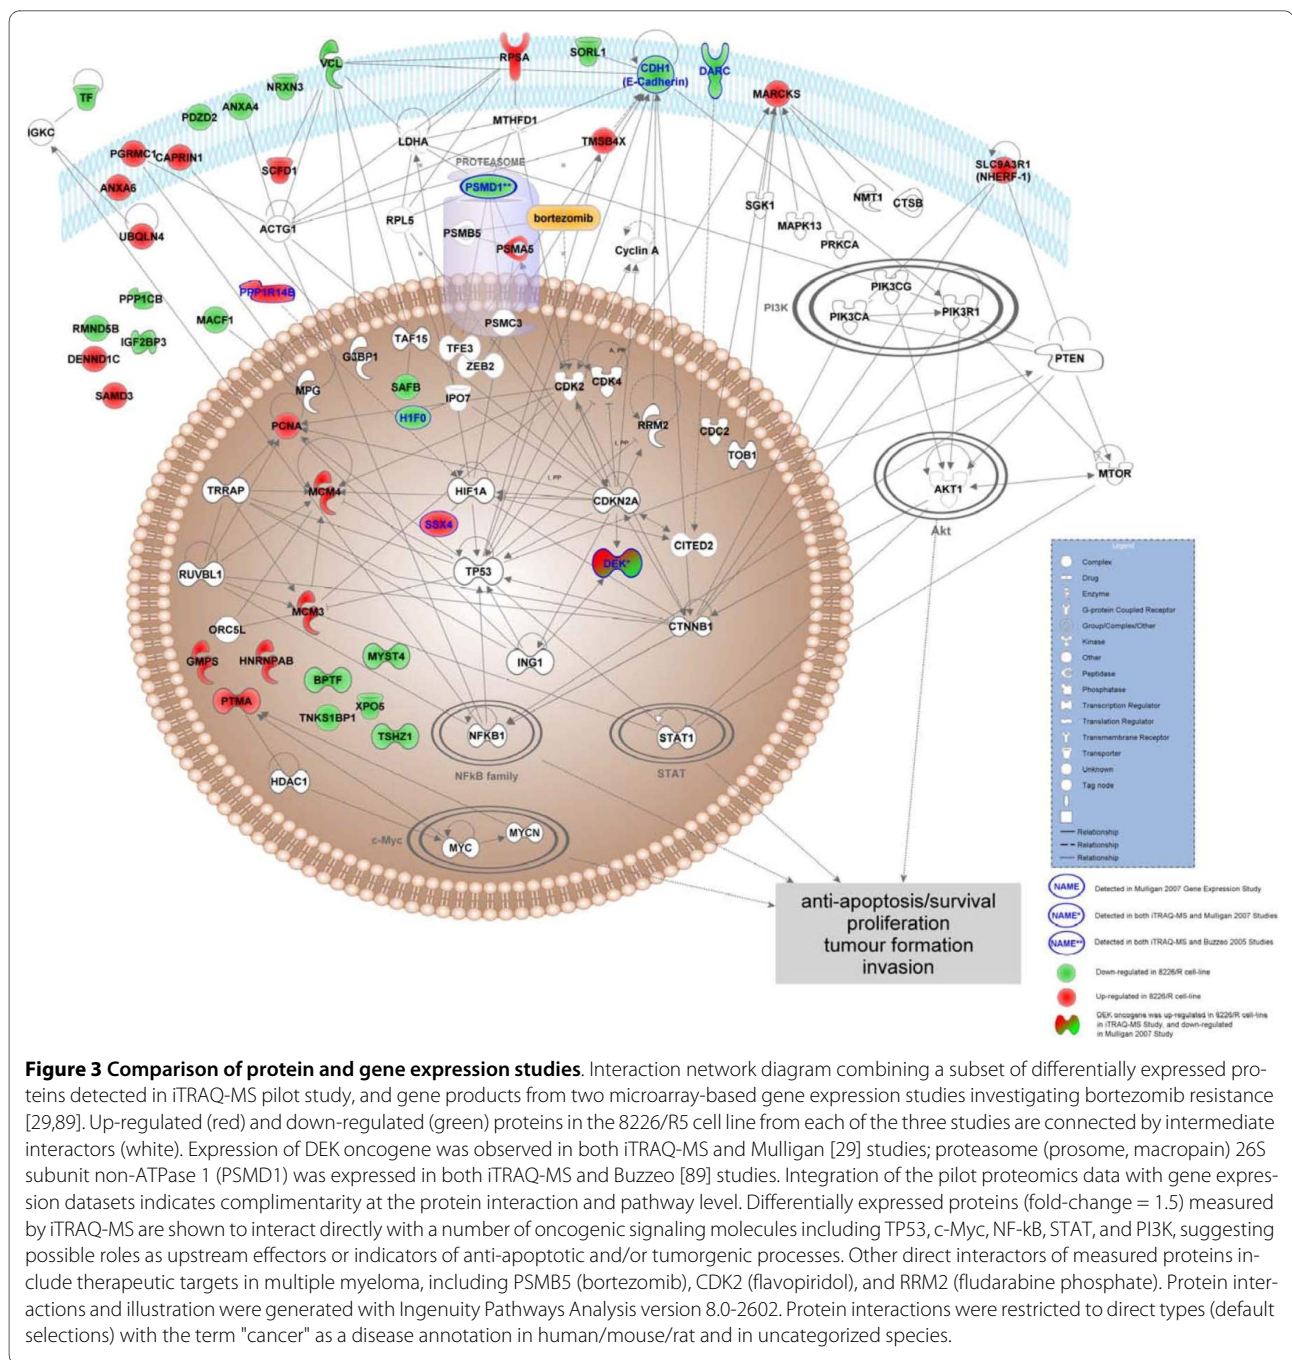 VCL
RPSA
SORL1
CDH1
(E-Cadherin)
DARC
TF
NRXN3
ANXA4
PDZD2
MARCKS
IGKC
MTHFD1
LDHA
TMSB4X
PGRMC1
CAPRIN1
SCFD1
PROTEASOME
SLC9A3R1
(NHERF-1)
ANXA6
PSMD1**
NMT1
CTSB
SGK1
bortezomib
RPL5
MAPK13
UBQLN4
ACTG1
PSMB5
PSMA5
Cyclin A
PRKCA
PPP1R14B
PPP1CB
PIK3CG
PI3K
PIK3CA
PIK3R1
RMND5B
MACF1
PSMC3
IGF2BP3
TAF15
TFE3
G3BP1
ZEB2
DENND1C
PTEN
SAMD3
MPG
SAFB
IPO7
CDK2
CDK4
H1F0
PCNA
RRM2
CDC2
TOB1
TRRAP
MCM4
HIF1A
CDKN2A
AKT1
MTOR
Akt
SSX4
CITED2
RUVBL1
TP53
DEK*
MCM3
ORC5L
CTNNB1
GMPS
HNRNPAB
MYST4
ING1
BPTF
PTMA
XPO5
TNKS1BP1
TSHZ1
NFKB1
STAT1
NFkB family
STAT
HDAC1
c-Myc
MYC
MYCN
anti-apoptosis/survival
proliferation
tumour formation
invasion
Legend
Complex
Drug
Enzyme
G-protein Coupled Receptor
Group/Complex/Other
Kinase
Other
Peptidase
Phosphatase
Transcription Regulator
Translation Regulator
Transmembrane Receptor
Transporter
Unknown
Tag node
Relationship
Relationship
Relationship
NAME Detected in Mulligan 2007 Gene Expression Study
NAME* Detected in both iTRAQ-MS and Mulligan 2007 Studies
NAME** Detected in both iTRAQ-MS and Buzzeo 2005 Studies
Down-regulated in 8226/R cell-line
Up-regulated in 8226/R cell-line
DEK oncogene was up-regulated in 8226/R cell-line
in iTRAQ-MS Study, and down-regulated
in Mulligan 2007 Study
Figure 3 Comparison of protein and gene expression studies. Interaction network diagram combining a subset of differentially expressed pro-
teins detected in iTRAQ-MS pilot study, and gene products from two microarray-based gene expression studies investigating bortezomib resistance
[29,89]. Up-regulated (red) and down-regulated (green) proteins in the 8226/R5 cell line from each of the three studies are connected by intermediate
interactors (white). Expression of DEK oncogene was observed in both iTRAQ-MS and Mulligan [29] studies; proteasome (prosome, macropain) 26S
subunit non-ATPase 1 (PSMD1) was expressed in both iTRAQ-MS and Buzzeo [89] studies. Integration of the pilot proteomics data with gene expres-
sion datasets indicates complimentarity at the protein interaction and pathway level. Differentially expressed proteins (fold-change = 1.5) measured
by iTRAQ-MS are shown to interact directly with a number of oncogenic signaling molecules including TP53, c-Myc, NF-kB, STAT, and PI3K, suggesting
possible roles as upstream effectors or indicators of anti-apoptotic and/or tumorgenic processes. Other direct interactors of measured proteins in-
clude therapeutic targets in multiple myeloma, including PSMB5 (bortezomib), CDK2 (flavopiridol), and RRM2 (fludarabine phosphate). Protein inter-
actions and illustration were generated with Ingenuity Pathways Analysis version 8.0-2602. Protein interactions were restricted to direct types (default
selections) with the term "cancer" as a disease annotation in human/mouse/rat and in uncategorized species.